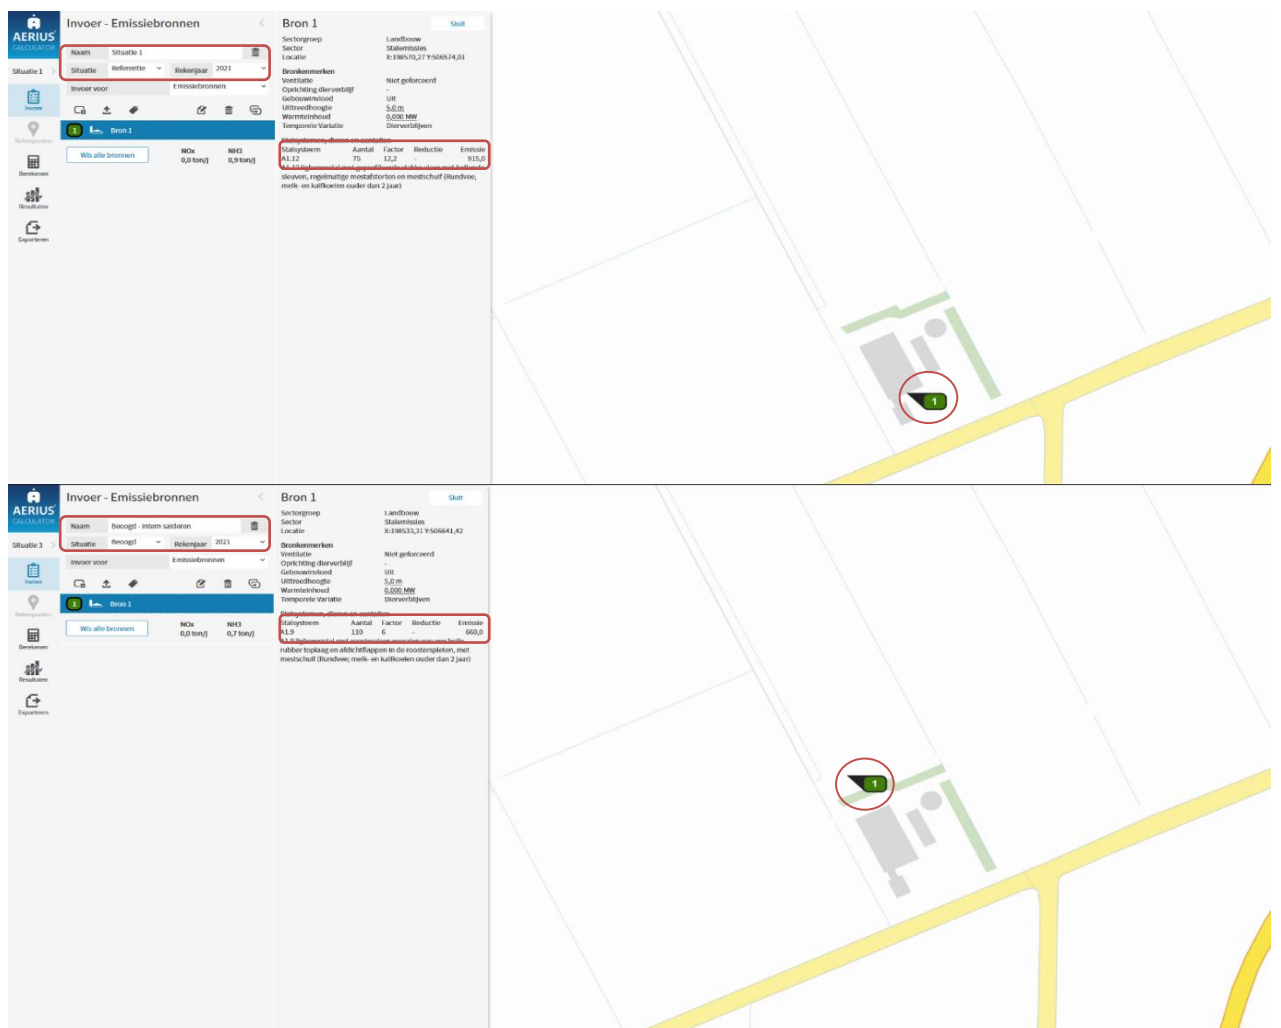 AERIUS
CALCULATOR
Situatie 1
Invoer
Rekenpunten
Berekenen
Resultaten
Exporteren
Invoer - Emissiebronnen
Naam Situatie 1
Situatie Referentie Rekenjaar 2021
Invoer voor Emissiebronnen
1 Bron 1
Wis alle bronnen
NOx NH3
0,0 ton/j 0,9 ton/j
Bron 1 Sluit
Sectorgroep Landbouw
Sector Stalemissies
Locatie X:198570,27 Y:506574,01
Bronkenmerken
Ventilatie Niet geforceerd
Oprichting dierverblijf -
Gebouwinvloed Uit
Uittreedhoogte 5,0 m
Warmteinhoud 0,000 MW
Temporele Variatie Dierverblijven
Stalsystemen, dieren en aantallen
Stalsysteem Aantal Factor Reductie Emissie
A1.12 75 12,2 - 915,0
sleuven, regelmatige mestafstorten en mestschuif (Rundvee;
melk- en kalfkoeien ouder dan 2 jaar)
1
AERIUS
CALCULATOR
Situatie 3
Invoer
Rekenpunten
Berekenen
Resultaten
Exporteren
Invoer - Emissiebronnen
Naam Beoogd - Intern salderen
Situatie Beoogd Rekenjaar 2021
Invoer voor Emissiebronnen
1 Bron 1
Wis alle bronnen
NOx NH3
0,0 ton/j 0,7 ton/j
Bron 1 Sluit
Sectorgroep Landbouw
Sector Stalemissies
Locatie X:198533,31 Y:506641,42
Bronkenmerken
Ventilatie Niet geforceerd
Oprichting dierverblijf -
Gebouwinvloed Uit
Uittreedhoogte 5,0 m
Warmteinhoud 0,000 MW
Temporele Variatie Dierverblijven
Stalsystemen, dieren en aantallen
Stalsysteem Aantal Factor Reductie Emissie
A1.9 110 6 - 660,0
rubber toplaag en afdichtflappen in de roosterspleten, met
mestschuif (Rundvee; melk- en kalfkoeien ouder dan 2 jaar)
1